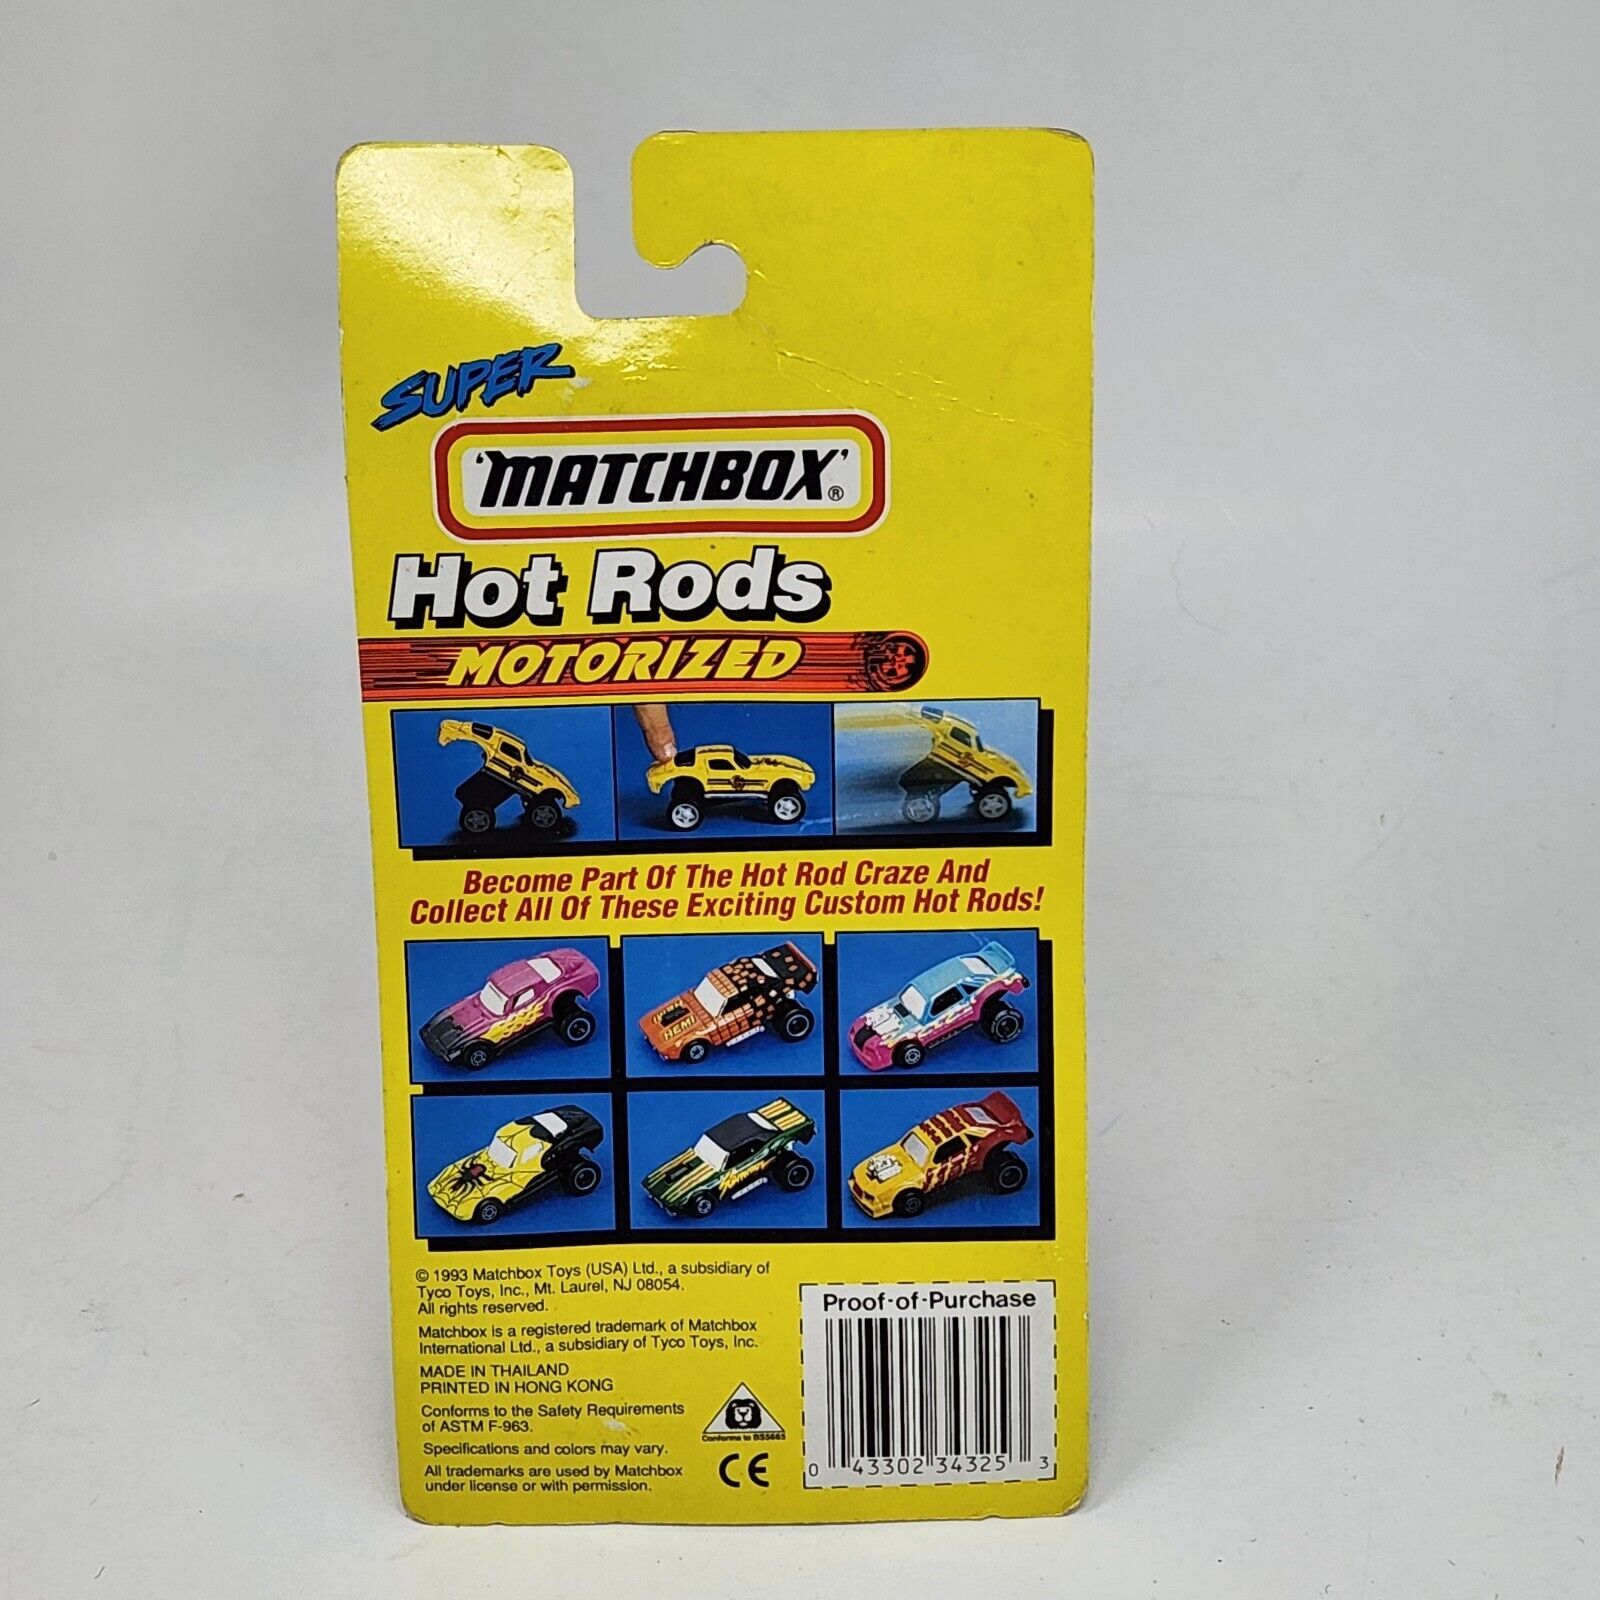 SUPER
'MATCHBOX'®
Hot Rods
MOTORIZED
Become Part Of The Hot Rod Craze And
Collect All Of These Exciting Custom Hot Rods!
HEMI
© 1993 Matchbox Toys (USA) Ltd., a subsidiary of
Tyco Toys, Inc., Mt. Laurel, NJ 08054.
All rights reserved.
Matchbox is a registered trademark of Matchbox
International Ltd., a subsidiary of Tyco Toys, Inc.
MADE IN THAILAND
PRINTED IN HONG KONG
Conforms to the Safety Requirements
of ASTM F-963.
Specifications and colors may vary.
All trademarks are used by Matchbox
under license or with permission.
Conforms to BS5665
CE
Proof-of-Purchase
0 43302 34325 3